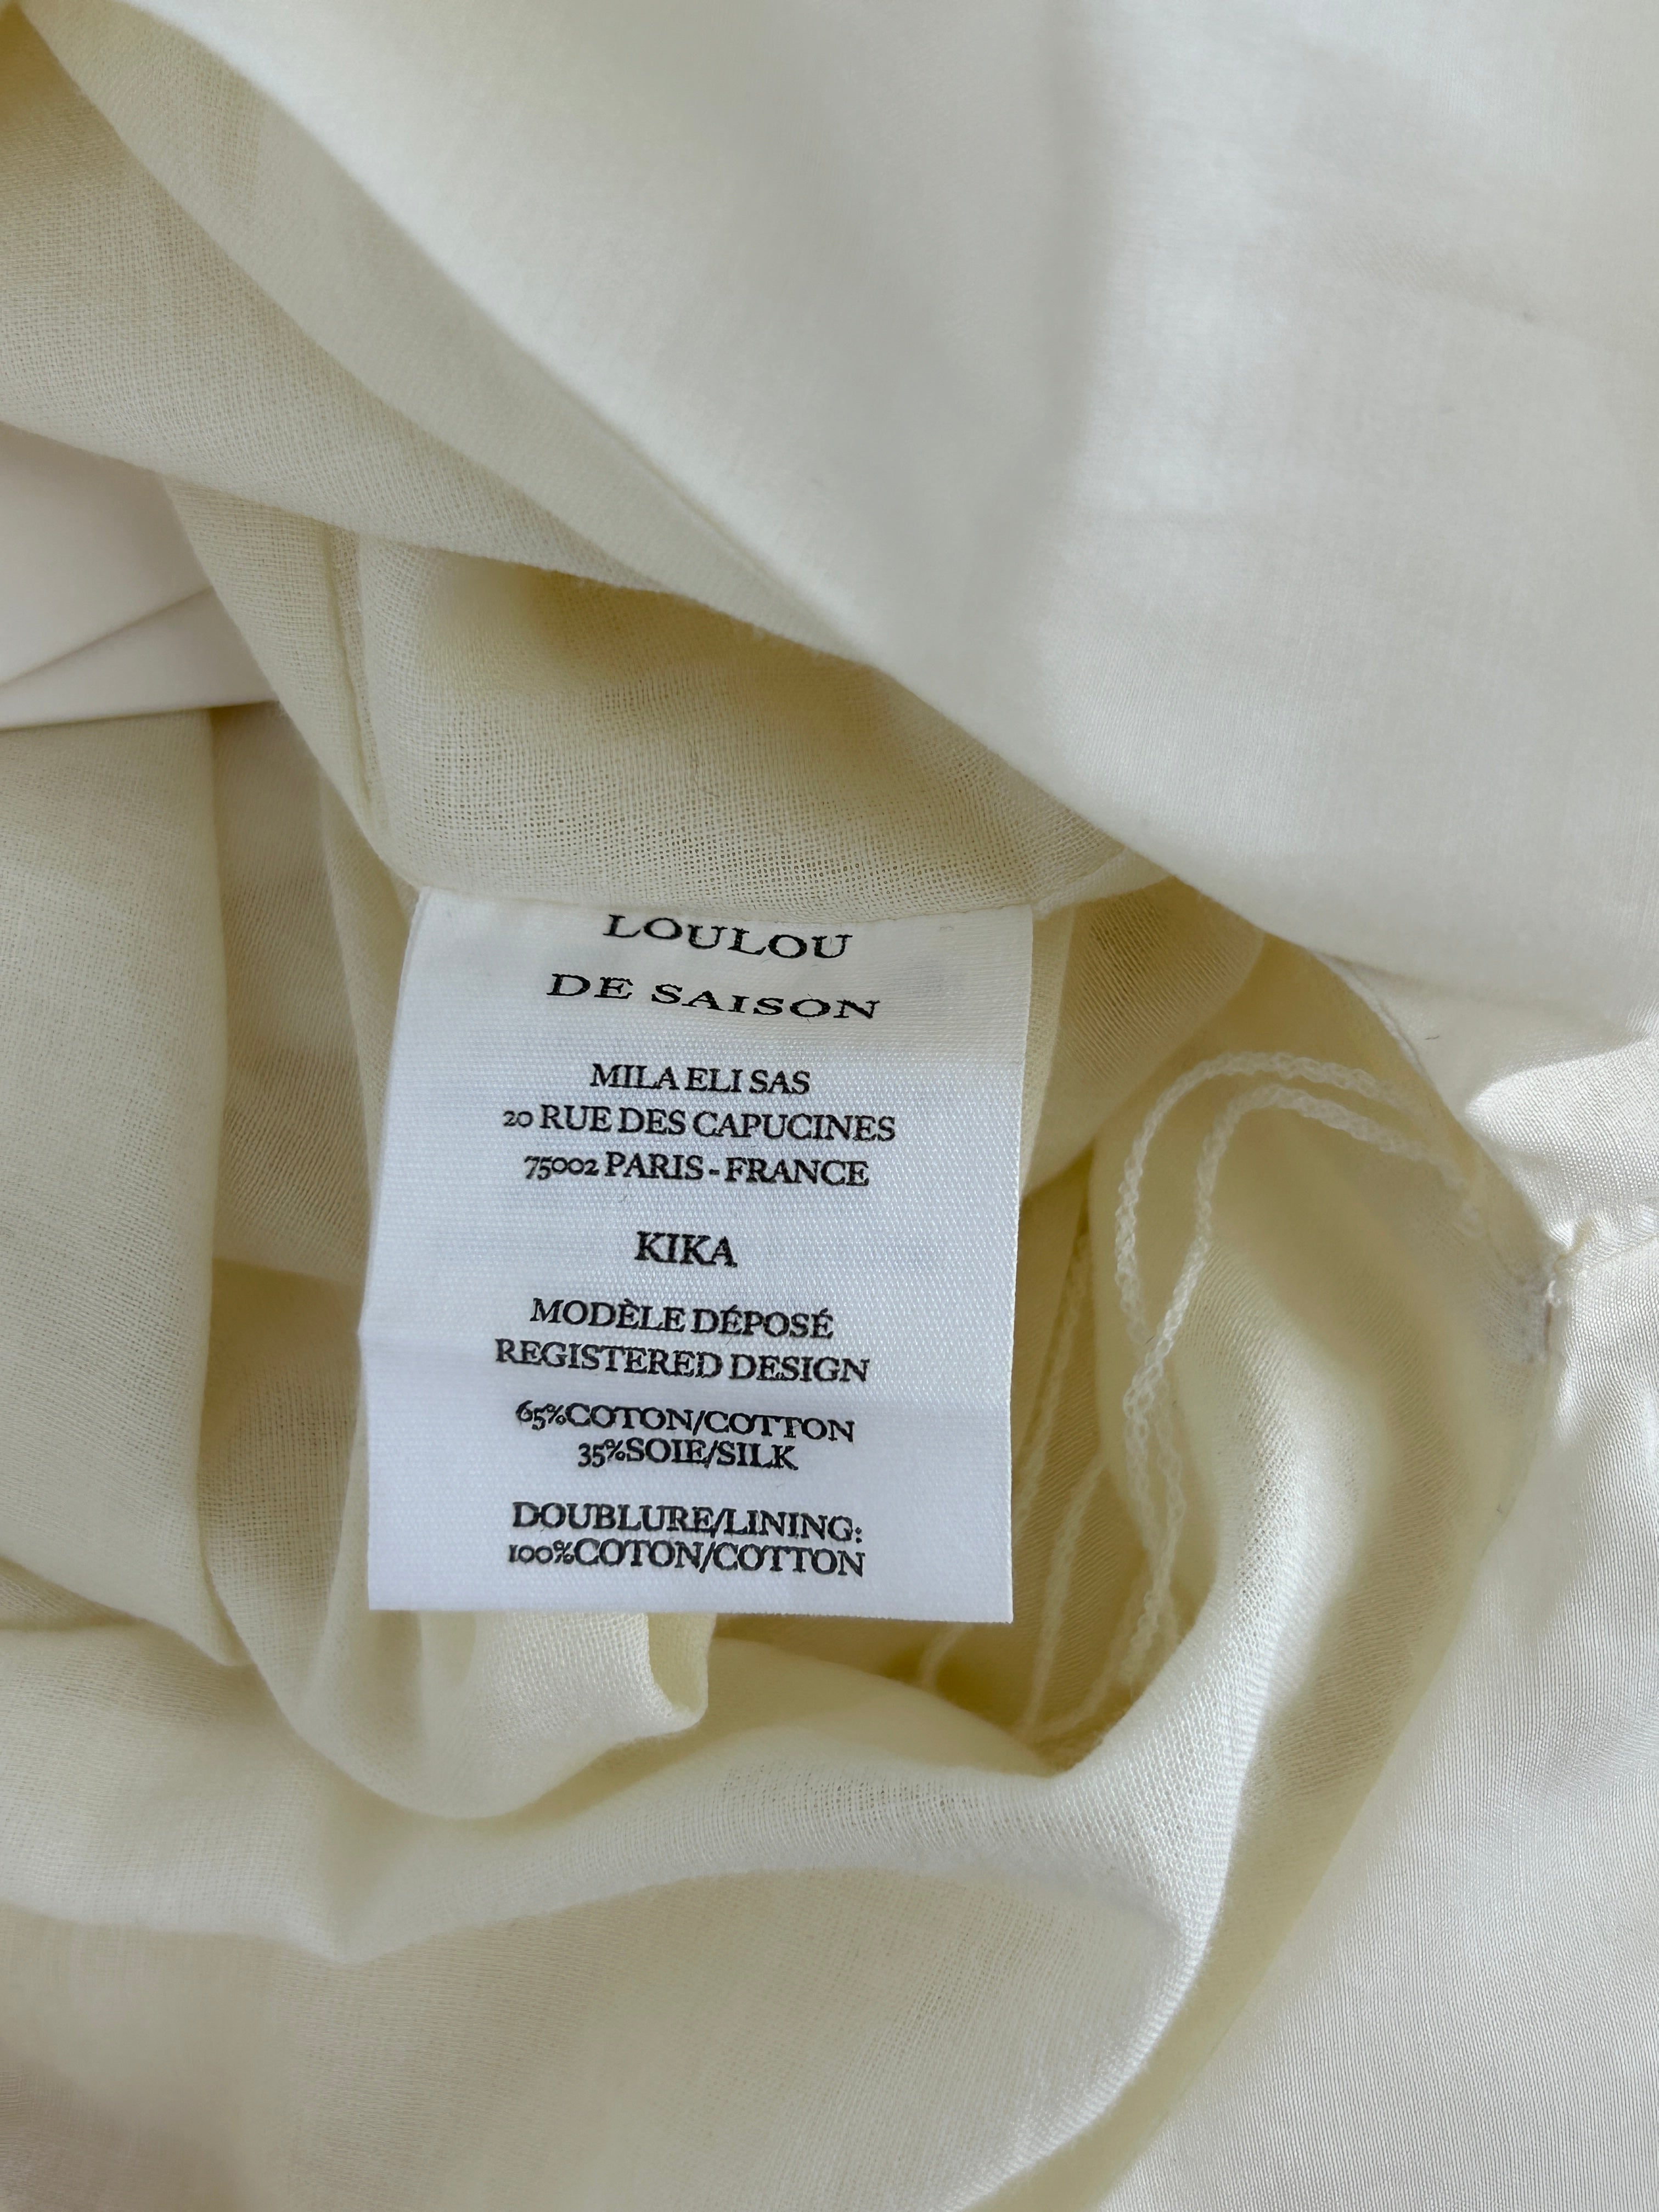 LOULOU
DE SAISON
MILA ELI SAS
20 RUE DES CAPUCINES
75002 PARIS - FRANCE
KIKA
MODÈLE DÉPOSÉ
REGISTERED DESIGN
65%COTON/COTTON
35%SOIE/SILK
DOUBLURE/LINING:
100%COTON/COTTON